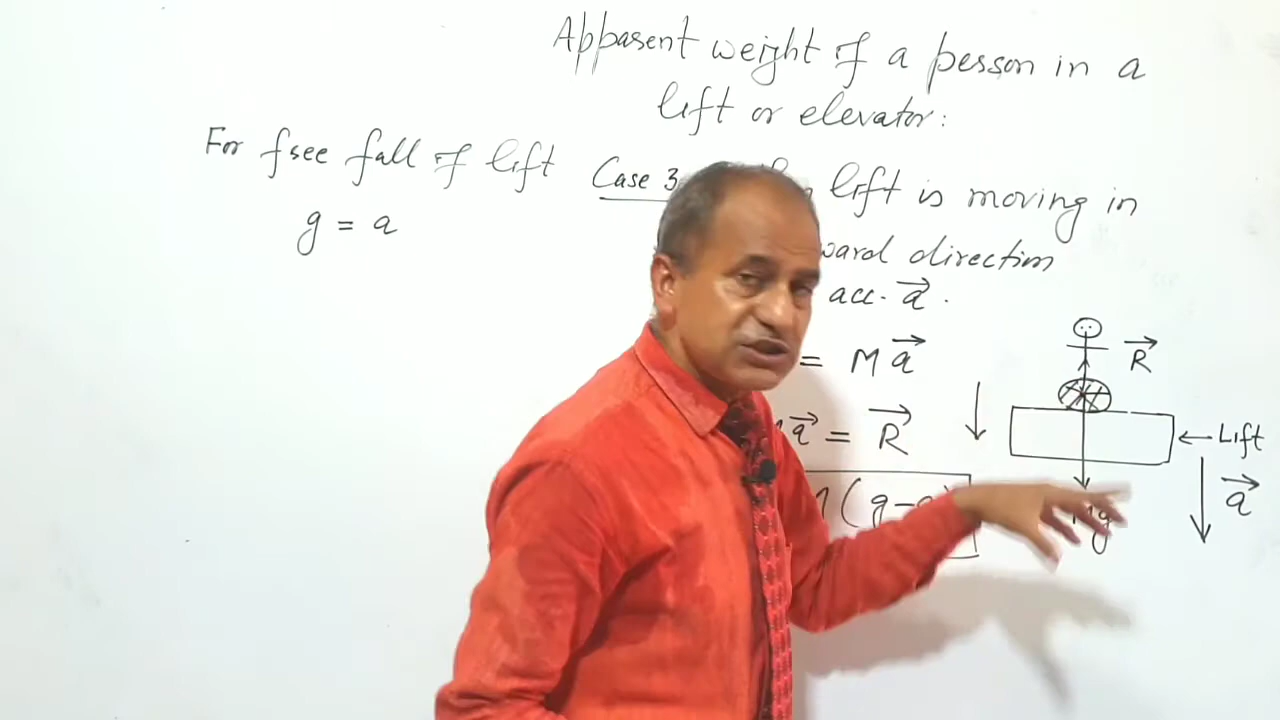 Apparent weight of a person in a
lift or elevator:
For free fall of lift
g = a
Case 3
lift is moving in
ward direction
acc. a⃗.
= Ma⃗
a⃗ = R⃗
(g-a)
R⃗
← Lift
a⃗
Mg